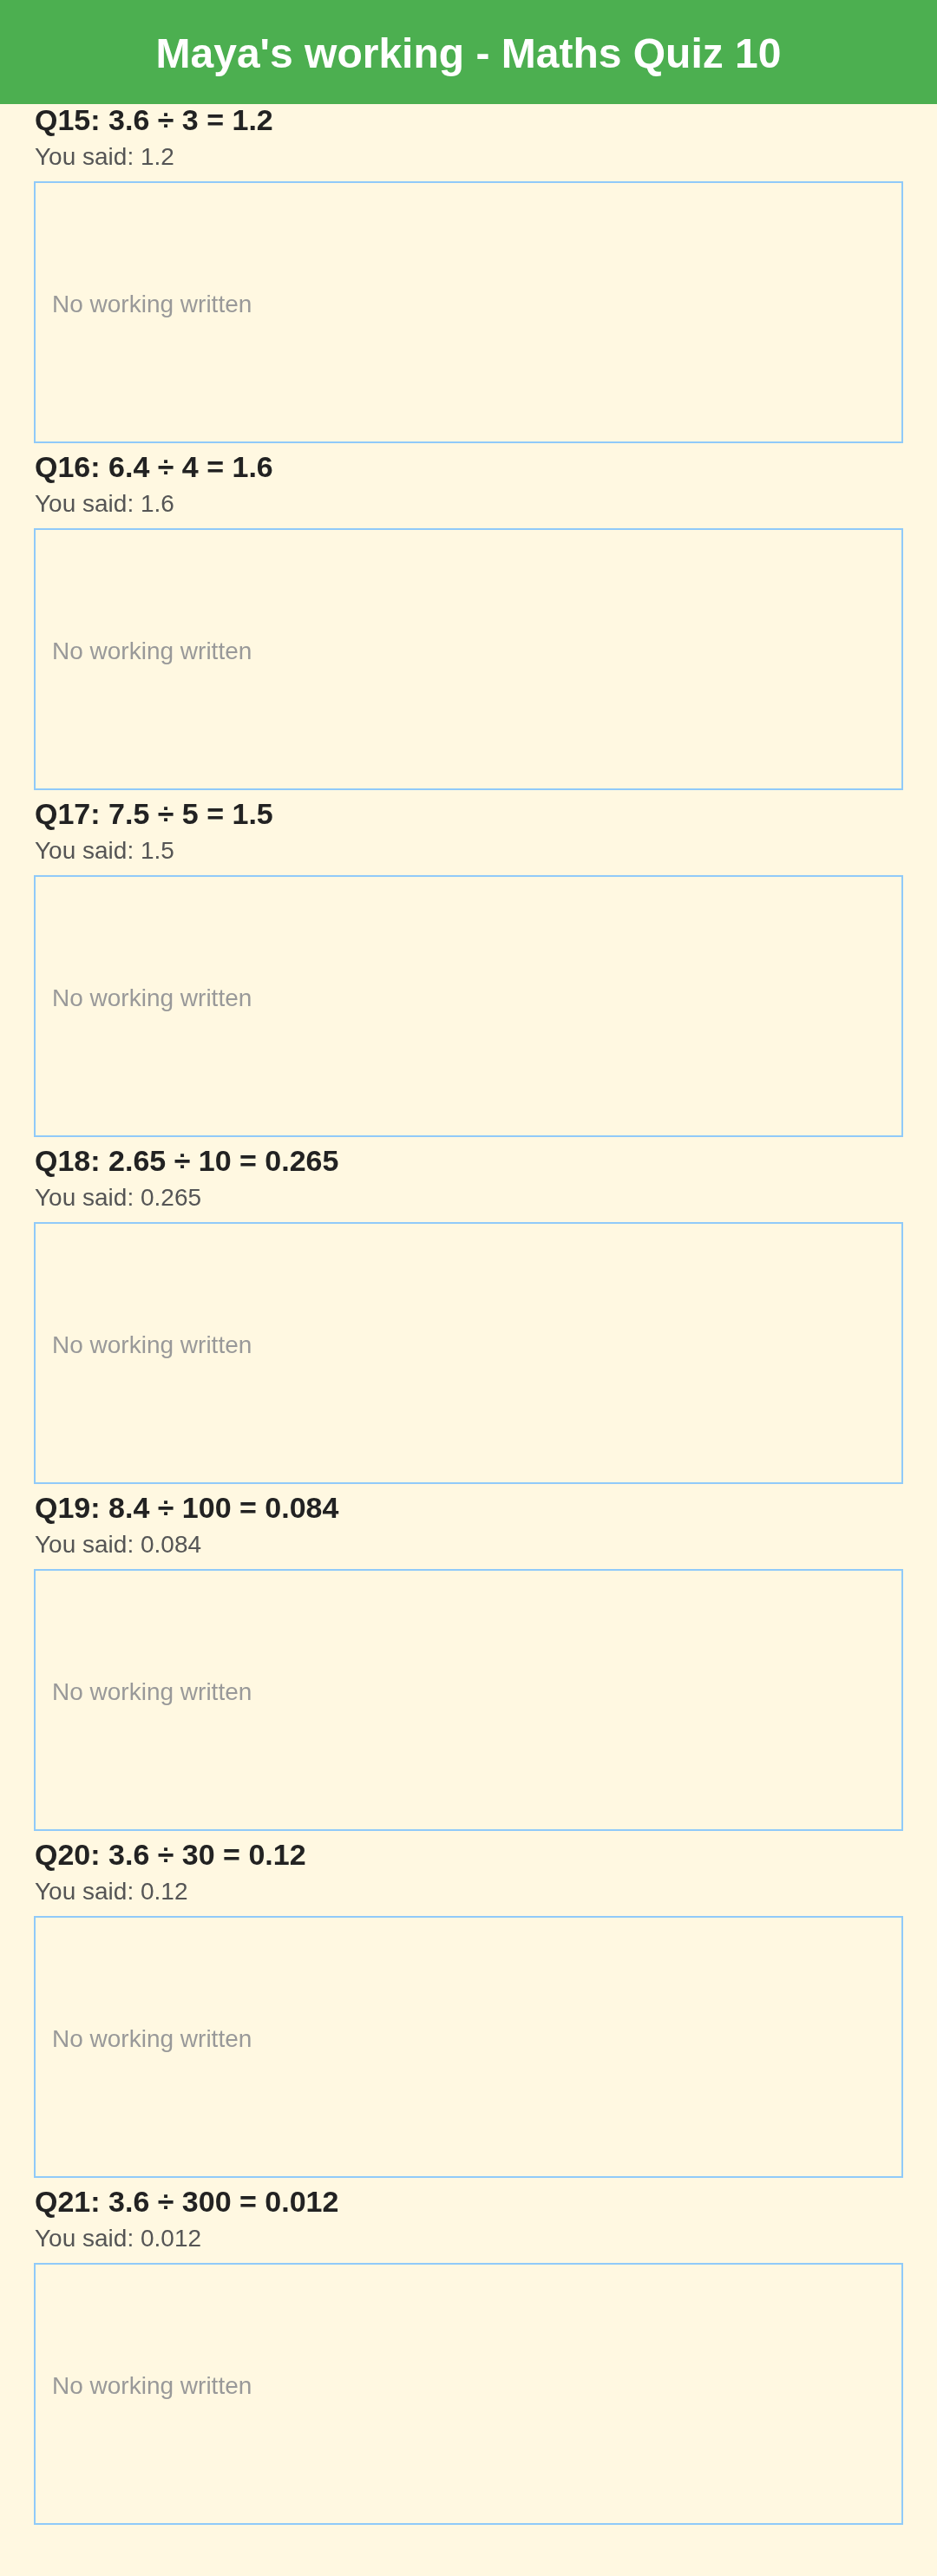 Maya's working - Maths Quiz 10
Q15: 3.6 ÷ 3 = 1.2
You said: 1.2
No working written
Q16: 6.4 ÷ 4 = 1.6
You said: 1.6
No working written
Q17: 7.5 ÷ 5 = 1.5
You said: 1.5
No working written
Q18: 2.65 ÷ 10 = 0.265
You said: 0.265
No working written
Q19: 8.4 ÷ 100 = 0.084
You said: 0.084
No working written
Q20: 3.6 ÷ 30 = 0.12
You said: 0.12
No working written
Q21: 3.6 ÷ 300 = 0.012
You said: 0.012
No working written